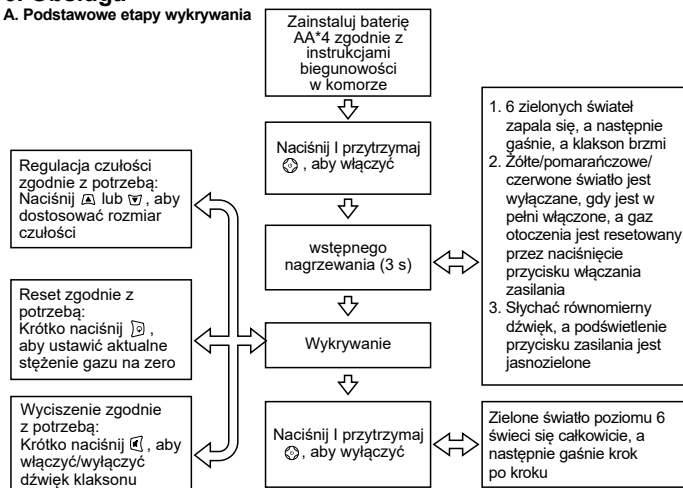 A. Podstawowe etapy wykrywania
Zainstaluj baterię
AA*4 zgodnie z
instrukcjami
biegunowości
w komorze
Naciśnij I przytrzymaj
, aby włączyć
wstępnego
nagrzewania (3 s)
Wykrywanie
Naciśnij I przytrzymaj
, aby wyłączyć
Regulacja czułości
zgodnie z potrzebą:
Naciśnij lub , aby
dostosować rozmiar
czułości
Reset zgodnie z
potrzebą:
Krótko naciśnij ,
aby ustawić aktualne
stężenie gazu na zero
Wyciszenie zgodnie
z potrzebą:
Krótko naciśnij , aby
włączyć/wyłączyć
dźwięk klaksonu
1. 6 zielonych świateł
zapala się, a następnie
gaśnie, a klakson brzmi
2. Żółte/pomarańczowe/
czerwone światło jest
wyłączane, gdy jest w
pełni włączone, a gaz
otoczenia jest resetowany
przez naciśnięcie
przycisku włączania
zasilania
3. Słychać równomierny
dźwięk, a podświetlenie
przycisku zasilania jest
jasnozielone
Zielone światło poziomu 6
świeci się całkowicie, a
następnie gaśnie krok
po kroku